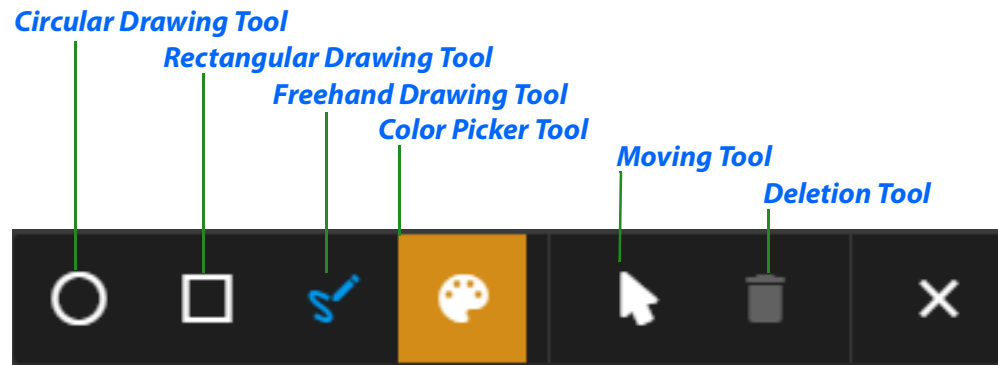 Circular Drawing Tool
Rectangular Drawing Tool
Freehand Drawing Tool
Color Picker Tool
Moving Tool
Deletion Tool